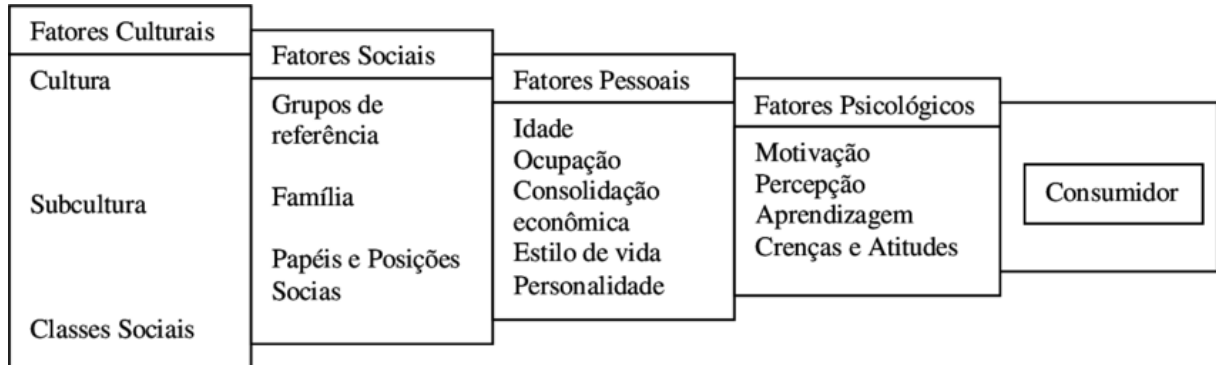 Fatores Culturais
Cultura
Subcultura
Classes Sociais
Fatores Sociais
Grupos de
referência
Família
Papéis e Posições
Socias
Fatores Pessoais
Idade
Ocupação
Consolidação
econômica
Estilo de vida
Personalidade
Fatores Psicológicos
Motivação
Percepção
Aprendizagem
Crenças e Atitudes
Consumidor